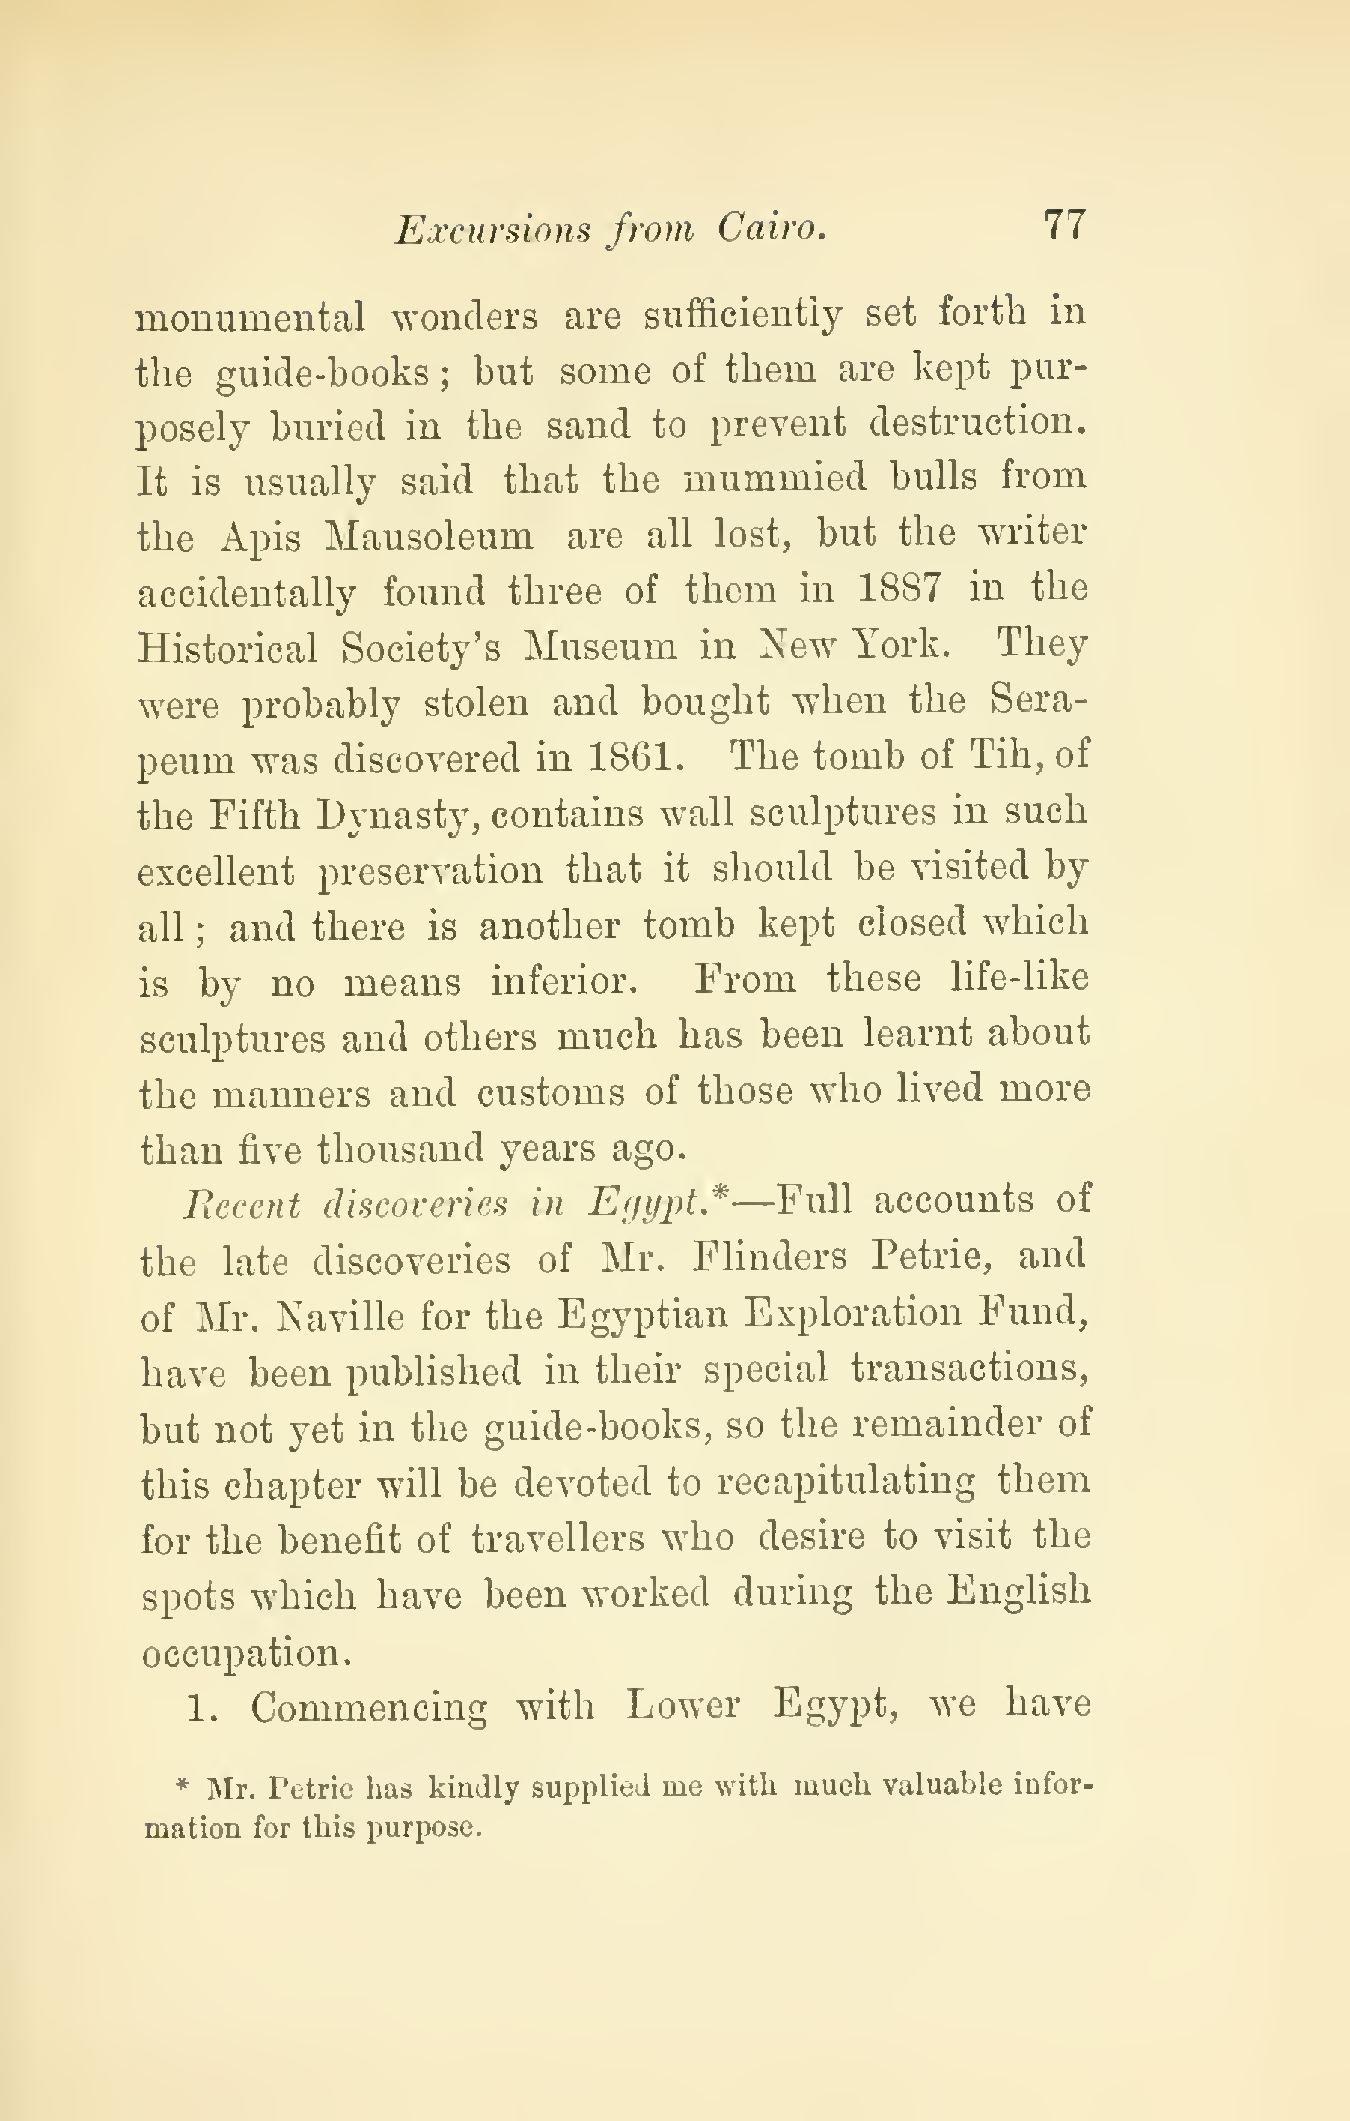 Excursions from Cairo. 77
monumental wonders are sufficiently set forth in
the guide-books; but some of them are kept pur-
posely buried in the sand to prevent destruction.
It is usually said that the mummied bulls from
the Apis Mausoleum are all lost, but the writer
accidentally found three of them in 1887 in the
Historical Society's Museum in New York. They
were probably stolen and bought when the Sera-
peum was discovered in 1861. The tomb of Tih, of
the Fifth Dynasty, contains wall sculptures in such
excellent preservation that it should be visited by
all; and there is another tomb kept closed which
is by no means inferior. From these life-like
sculptures and others much has been learnt about
the manners and customs of those who lived more
than five thousand years ago.
Recent discoveries in Egypt.*—Full accounts of
the late discoveries of Mr. Flinders Petrie, and
of Mr. Naville for the Egyptian Exploration Fund,
have been published in their special transactions,
but not yet in the guide-books, so the remainder of
this chapter will be devoted to recapitulating them
for the benefit of travellers who desire to visit the
spots which have been worked during the English
occupation.
1. Commencing with Lower Egypt, we have
* Mr. Petrie has kindly supplied me with much valuable infor-
mation for this purpose.